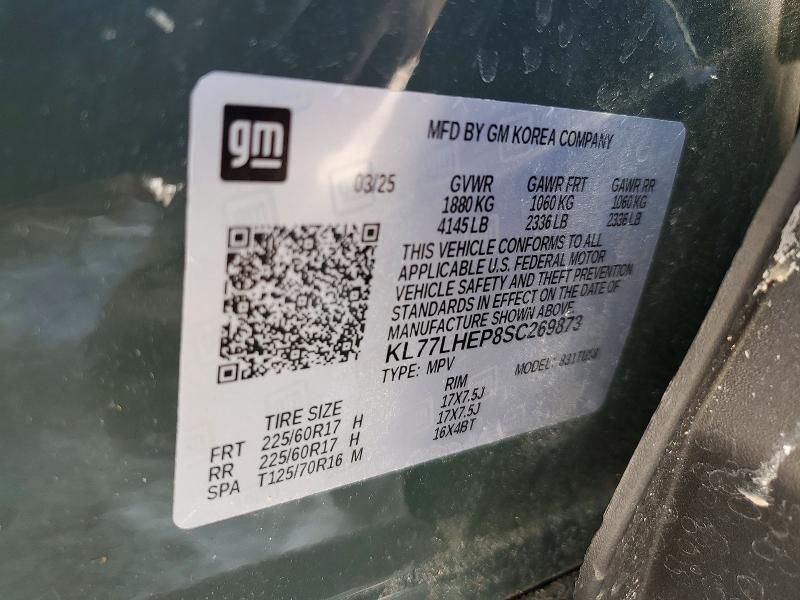 gm
MFD BY GM KOREA COMPANY
03/25 GVWR GAWR FRT GAWR RR
1880 KG 1060 KG 1060 KG
4145 LB 2336 LB 2336 LB
THIS VEHICLE CONFORMS TO ALL
APPLICABLE U.S. FEDERAL MOTOR
VEHICLE SAFETY AND THEFT PREVENTION
STANDARDS IN EFFECT ON THE DATE OF
MANUFACTURE SHOWN ABOVE
KL77LHEP8SC269873
TYPE: MPV MODEL:
TIRE SIZE RIM
FRT 225/60R17 H 17X7.5J
RR 225/60R17 H 17X7.5J
SPA T125/70R16 M 16X4BT